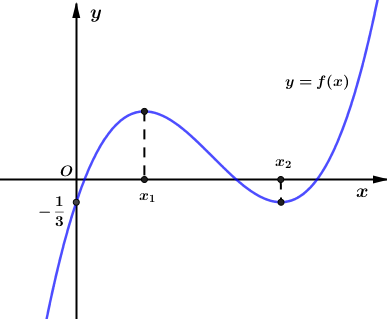 y
y = f(x)
x₂
O
x
x₁
−1/3